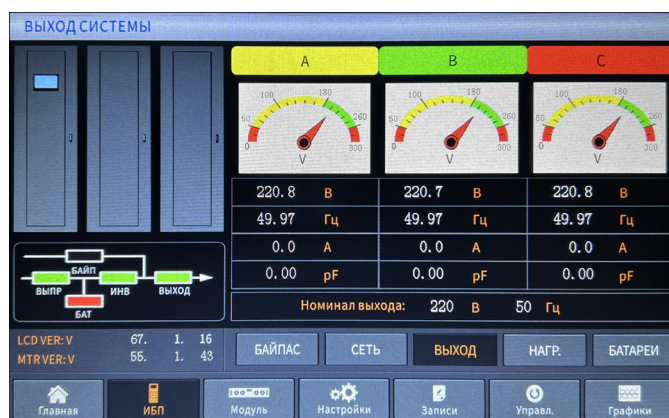 ВЫХОД СИСТЕМЫ
A B C
0 50 100 180 260 300 V
0 50 100 180 260 300 V
0 50 100 180 260 300 V
220.8 В 220.7 В 220.8 В
49.97 Гц 49.97 Гц 49.97 Гц
0.0 А 0.0 А 0.0 А
0.00 pF 0.00 pF 0.00 pF
Номинал выхода: 220 В 50 Гц
БАЙП
ВЫПР ИНВ ВЫХОД
БАТ
LCD VER: V 67. 1. 16
MTR VER: V 55. 1. 43
БАЙПАС СЕТЬ ВЫХОД НАГР. БАТАРЕИ
Главная ИБП Модуль Настройки Записи Управл. Графики